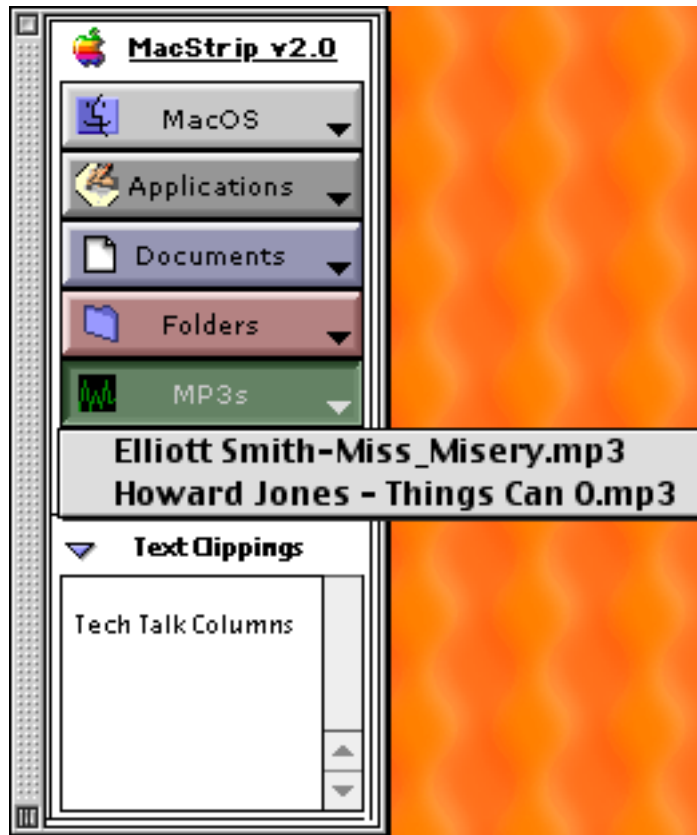 MacStrip v2.0
MacOS
Applications
Documents
Folders
MP3s
Elliott Smith-Miss_Misery.mp3
Howard Jones - Things Can O.mp3
Text Clippings
Tech Talk Columns